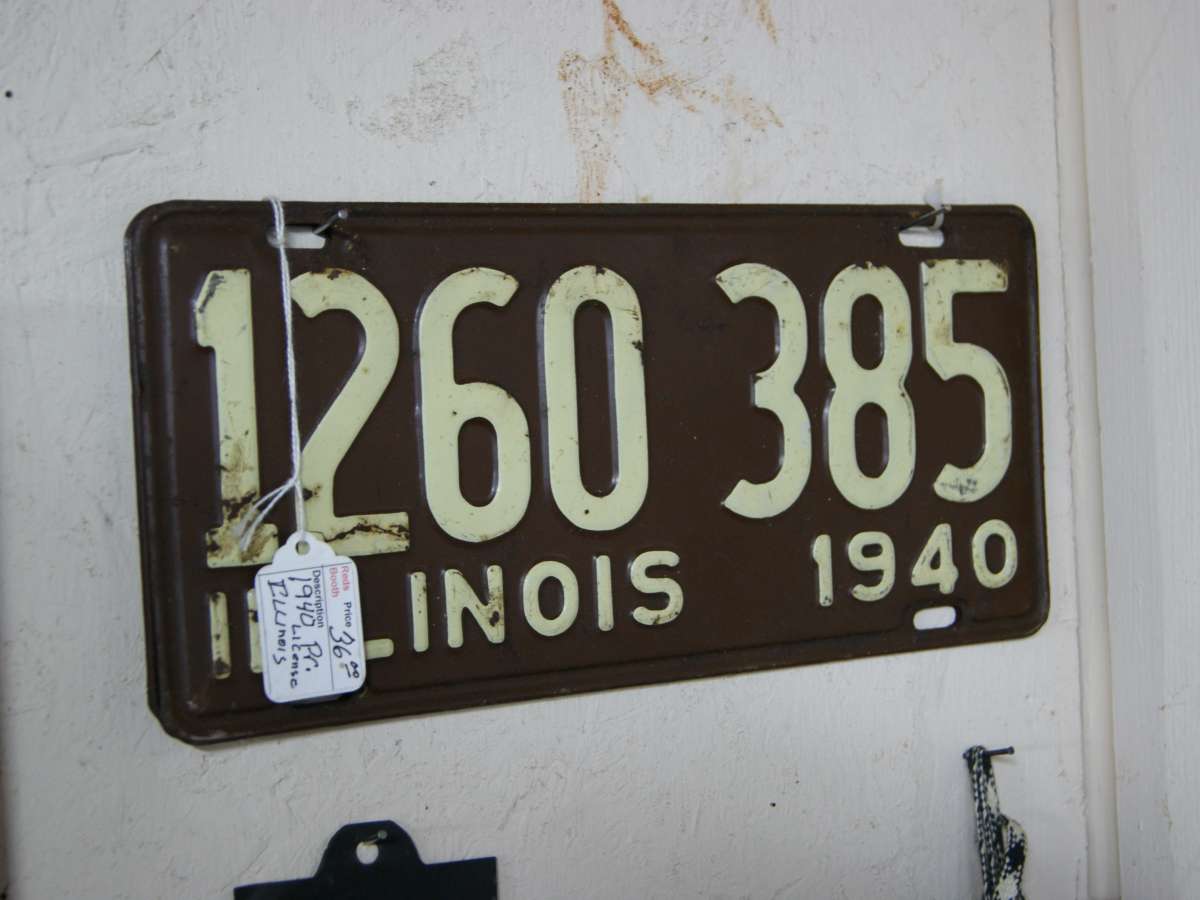 1260 385
ILLINOIS 1940
Reds Price 36.00
Booth
Description
1940 Pr.
License
ILLinois